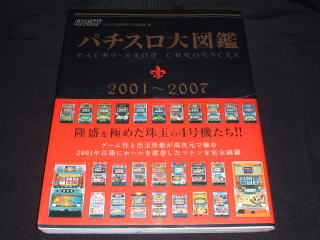 パチスロ大図鑑
PACHI-SLOT CHRONICLE
2001～2007
隆盛を極めた珠玉の4号機たち!!
ゲーム性と出玉性能が高次元で融合
2001年以降にホールを席巻したマシンを完全網羅